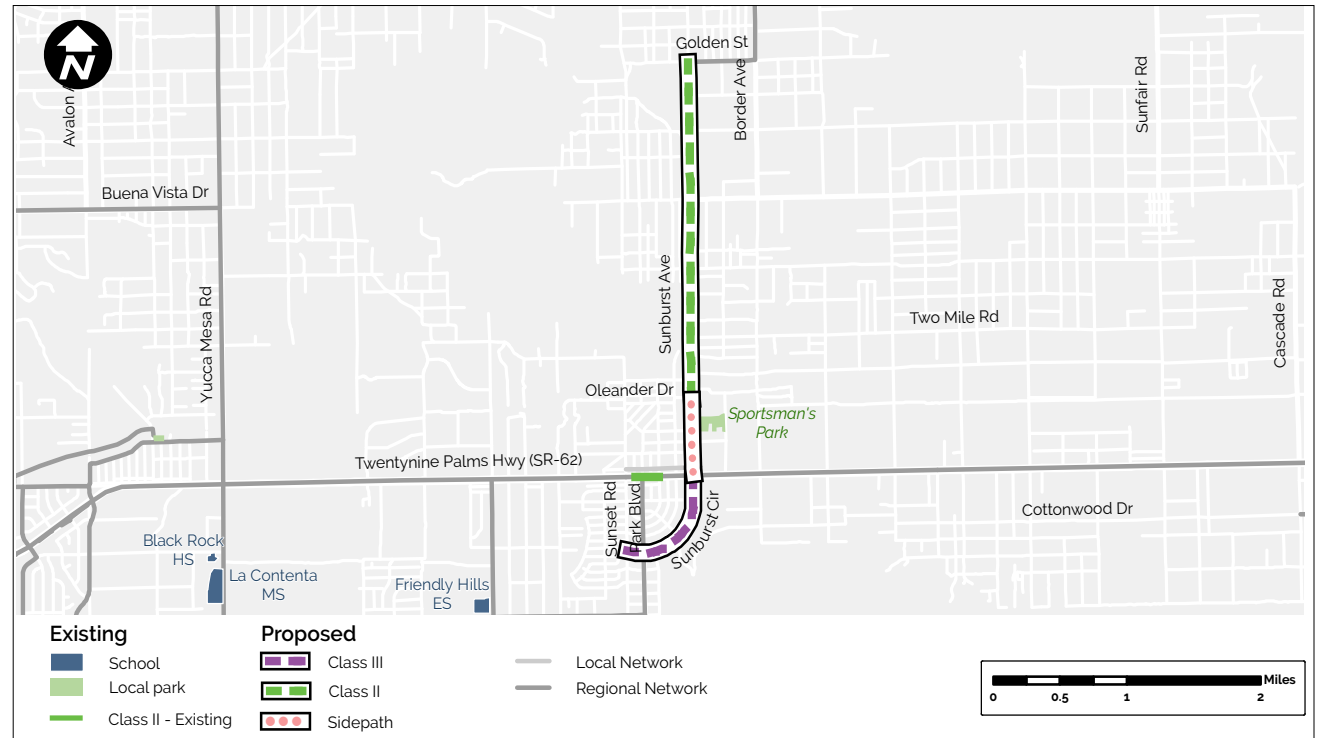 N
Golden St
Avalon
Border Ave
Sunfair Rd
Buena Vista Dr
Yucca Mesa Rd
Sunburst Ave
Two Mile Rd
Cascade Rd
Oleander Dr
Sportsman's
Park
Twentynine Palms Hwy (SR-62)
Sunset Rd
Park Blvd
Sunburst Cir
Cottonwood Dr
Black Rock
HS
La Contenta
MS
Friendly Hills
ES
Existing
School
Local park
Class II - Existing
Proposed
Class III
Class II
Sidepath
Local Network
Regional Network
Miles
0
0.5
1
2